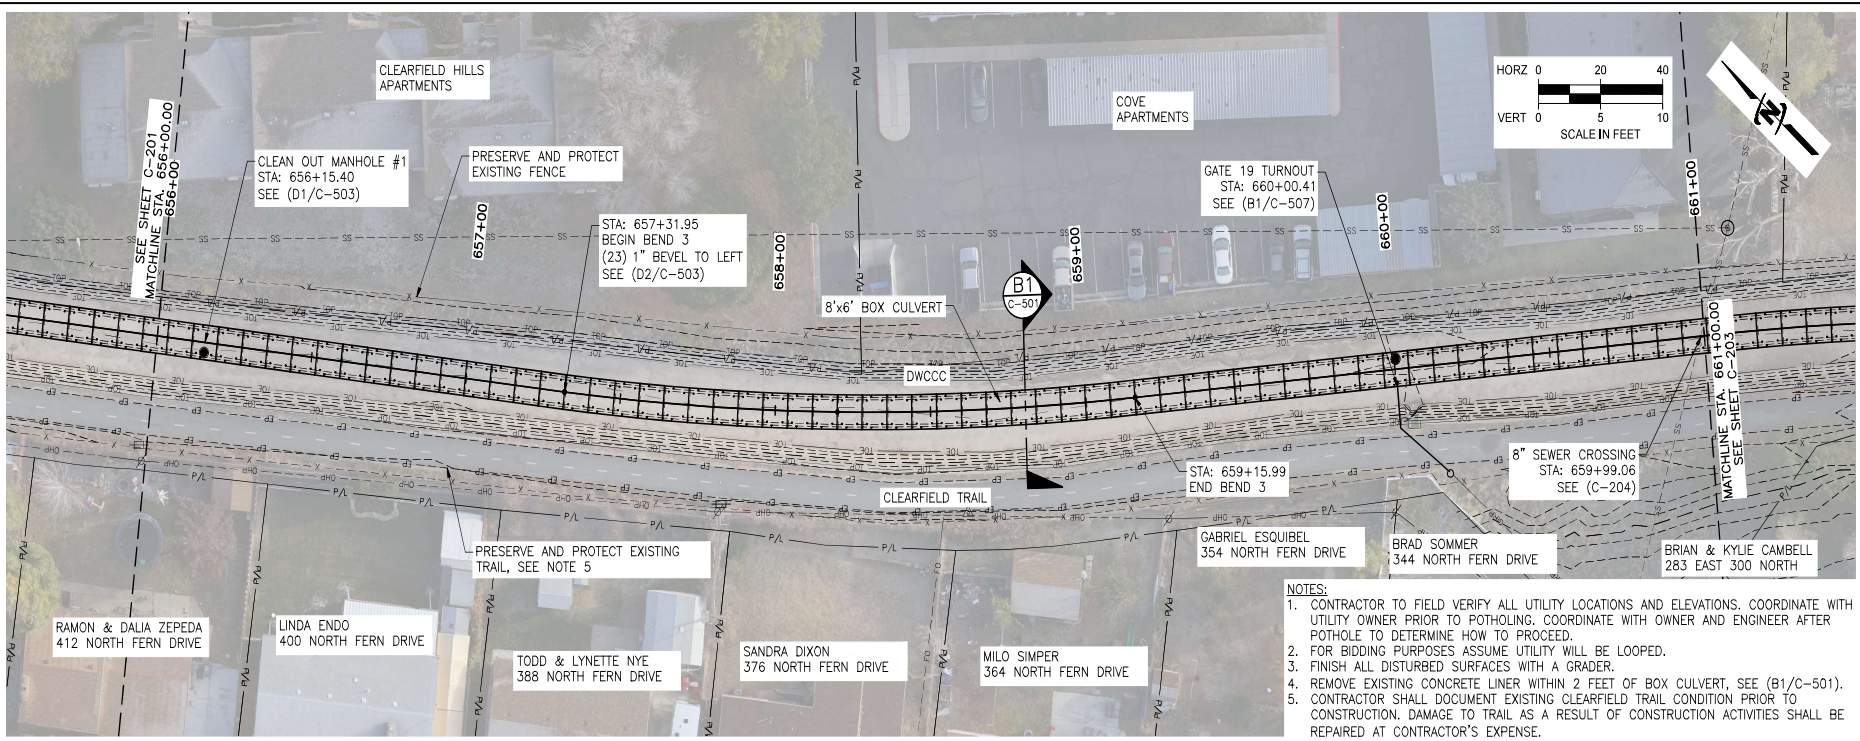 SEE SHEET C-201
MATCHLINE STA. 656+00.00
656+00
CLEARFIELD HILLS
APARTMENTS
CLEAN OUT MANHOLE #1
STA: 656+15.40
SEE (D1/C-503)
PRESERVE AND PROTECT
EXISTING FENCE
657+00
STA: 657+31.95
BEGIN BEND 3
(23) 1" BEVEL TO LEFT
SEE (D2/C-503)
658+00
8'x6' BOX CULVERT
B1
C-501
659+00
COVE
APARTMENTS
GATE 19 TURNOUT
STA: 660+00.41
SEE (B1/C-507)
660+00
HORZ 0 20 40
VERT 0 5 10
SCALE IN FEET
661+00
N
DWCCC
CLEARFIELD TRAIL
STA: 659+15.99
END BEND 3
8" SEWER CROSSING
STA: 659+99.06
SEE (C-204)
MATCHLINE STA. 661+00.00
SEE SHEET C-203
PRESERVE AND PROTECT EXISTING
TRAIL, SEE NOTE 5
RAMON & DALIA ZEPEDA
412 NORTH FERN DRIVE
LINDA ENDO
400 NORTH FERN DRIVE
TODD & LYNETTE NYE
388 NORTH FERN DRIVE
SANDRA DIXON
376 NORTH FERN DRIVE
MILO SIMPER
364 NORTH FERN DRIVE
GABRIEL ESQUIBEL
354 NORTH FERN DRIVE
BRAD SOMMER
344 NORTH FERN DRIVE
BRIAN & KYLIE CAMBELL
283 EAST 300 NORTH
NOTES:
1. CONTRACTOR TO FIELD VERIFY ALL UTILITY LOCATIONS AND ELEVATIONS. COORDINATE WITH
UTILITY OWNER PRIOR TO POTHOLING. COORDINATE WITH OWNER AND ENGINEER AFTER
POTHOLE TO DETERMINE HOW TO PROCEED.
2. FOR BIDDING PURPOSES ASSUME UTILITY WILL BE LOOPED.
3. FINISH ALL DISTURBED SURFACES WITH A GRADER.
4. REMOVE EXISTING CONCRETE LINER WITHIN 2 FEET OF BOX CULVERT, SEE (B1/C-501).
5. CONTRACTOR SHALL DOCUMENT EXISTING CLEARFIELD TRAIL CONDITION PRIOR TO
CONSTRUCTION. DAMAGE TO TRAIL AS A RESULT OF CONSTRUCTION ACTIVITIES SHALL BE
REPAIRED AT CONTRACTOR'S EXPENSE.